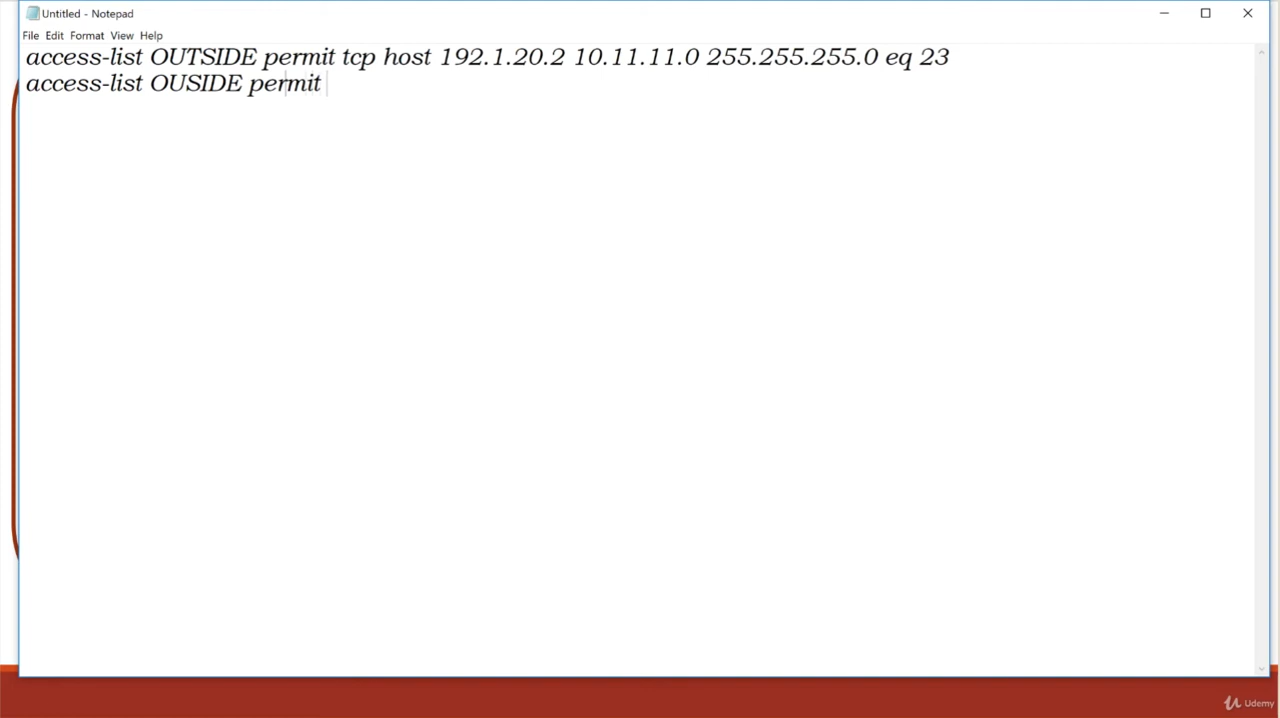 Untitled - Notepad
File Edit Format View Help
access-list OUTSIDE permit tcp host 192.1.20.2 10.11.11.0 255.255.255.0 eq 23
access-list OUSIDE permit
Udemy